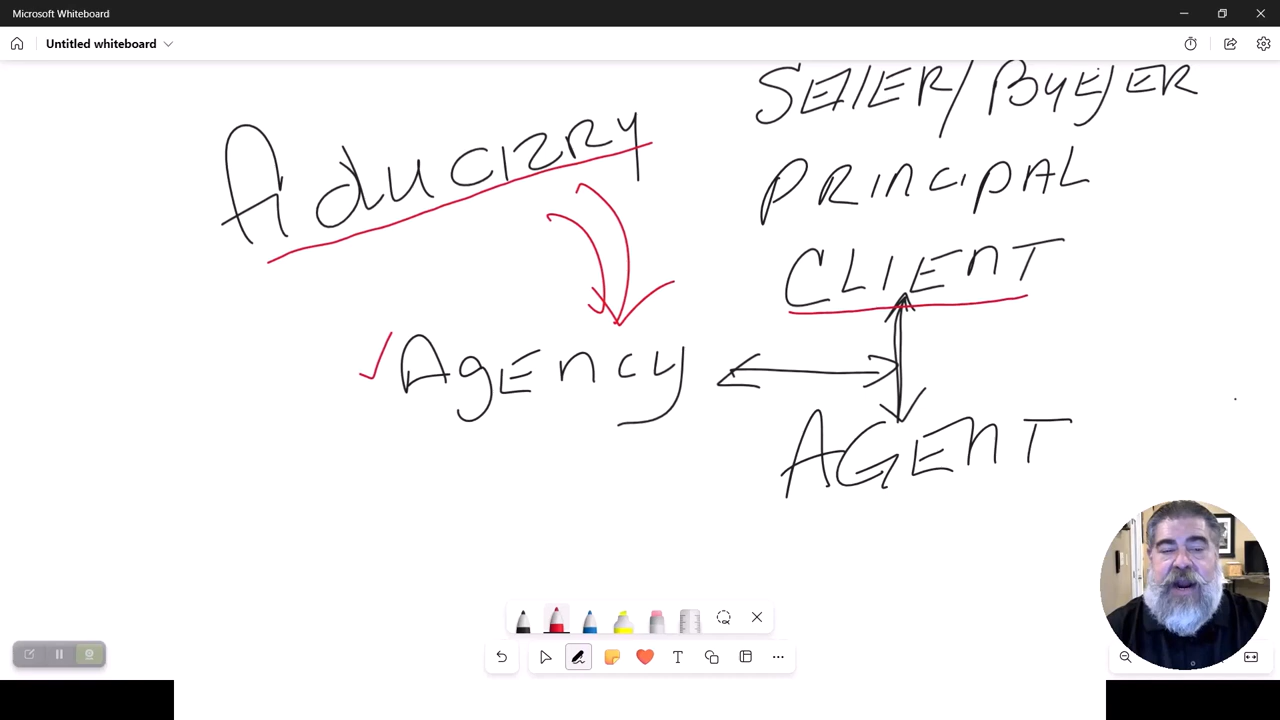 Microsoft Whiteboard
Untitled whiteboard
SELLER/BUYER
Fiduciary
PRINCIPAL
CLIENT
Agency
AGENT